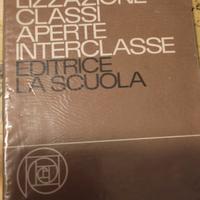 LIZZAZIONE
CLASSI
APERTE
INTERCLASSE
EDITRICE
LA SCUOLA